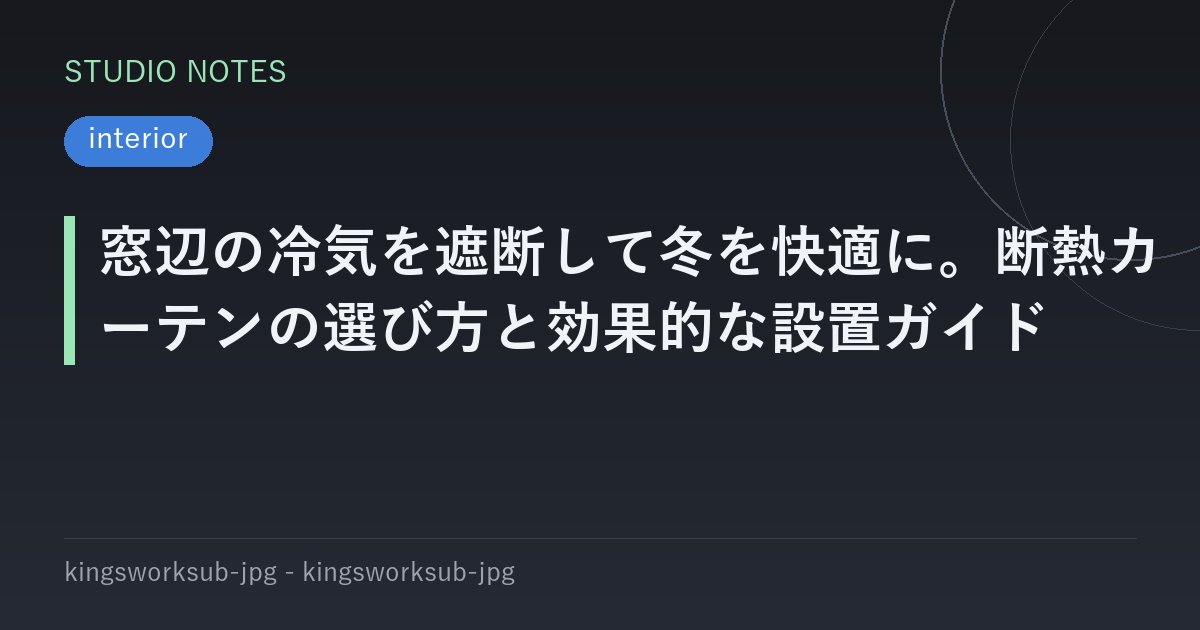 STUDIO NOTES
interior
窓辺の冷気を遮断して冬を快適に。断熱カ
ーテンの選び方と効果的な設置ガイド
kingsworksub-jpg - kingsworksub-jpg